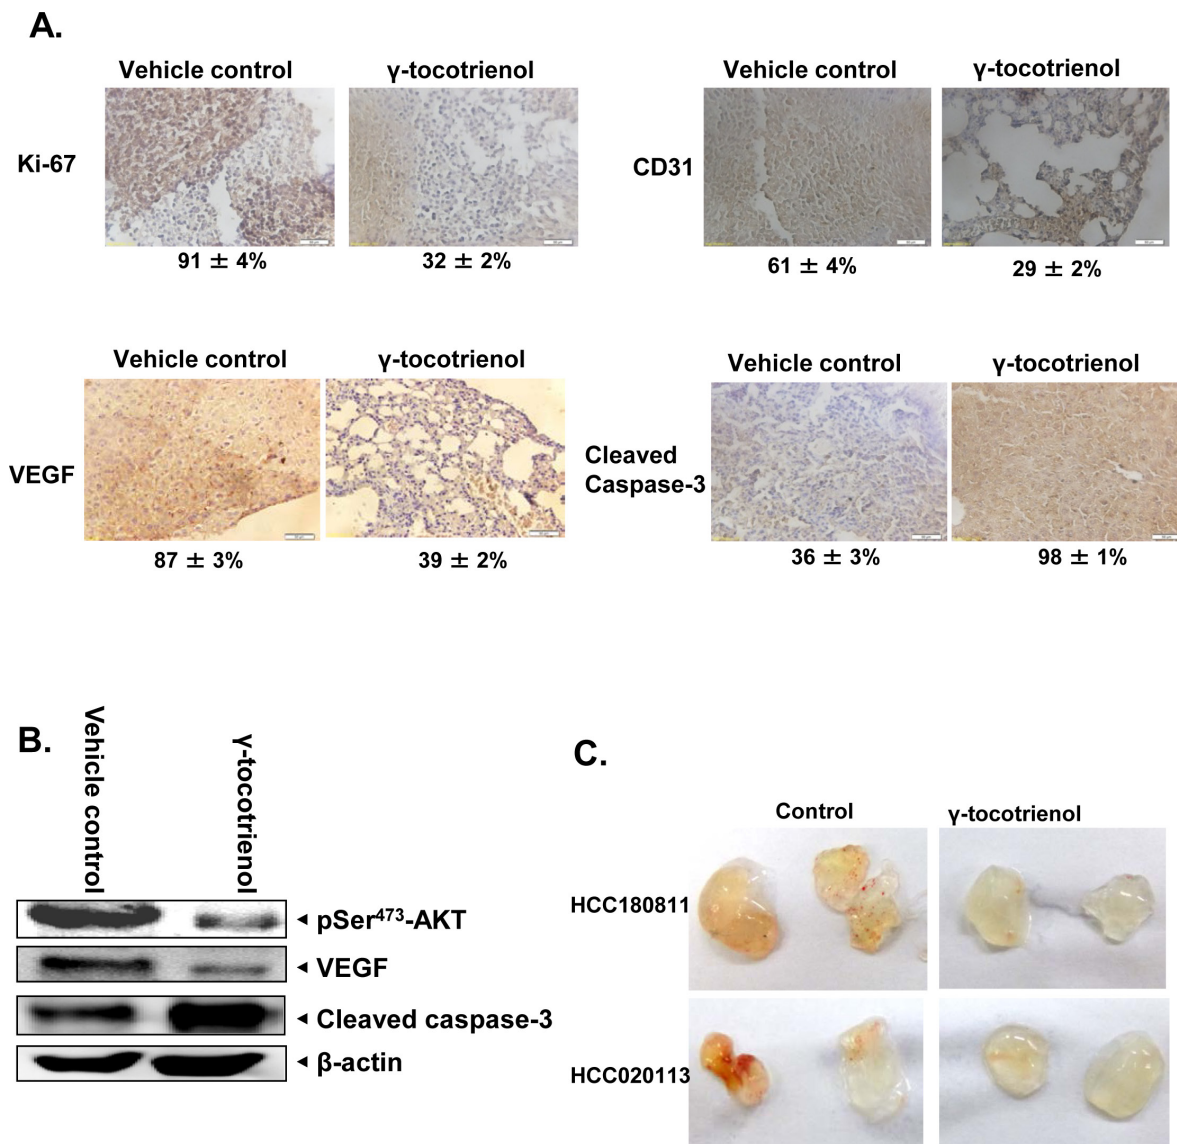 A.
Vehicle control γ-tocotrienol Vehicle control γ-tocotrienol
Ki-67 CD31
91 ± 4% 32 ± 2% 61 ± 4% 29 ± 2%
Vehicle control γ-tocotrienol Vehicle control γ-tocotrienol
VEGF Cleaved
Caspase-3
87 ± 3% 39 ± 2% 36 ± 3% 98 ± 1%
B.
Vehicle control
γ-tocotrienol
pSer473-AKT
VEGF
Cleaved caspase-3
β-actin
C.
Control γ-tocotrienol
HCC180811
HCC020113